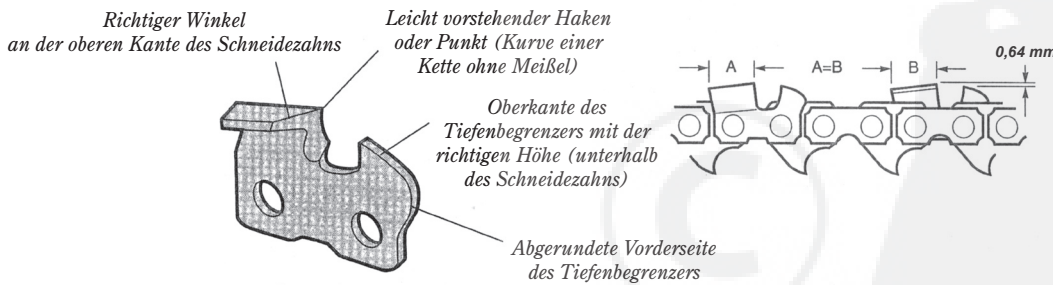 Richtiger Winkel
an der oberen Kante des Schneidezahns
Leicht vorstehender Haken
oder Punkt (Kurve einer
Kette ohne Meißel)
Oberkante des
Tiefenbegrenzers mit der
richtigen Höhe (unterhalb
des Schneidezahns)
Abgerundete Vorderseite
des Tiefenbegrenzers
A
A=B
B
0,64 mm